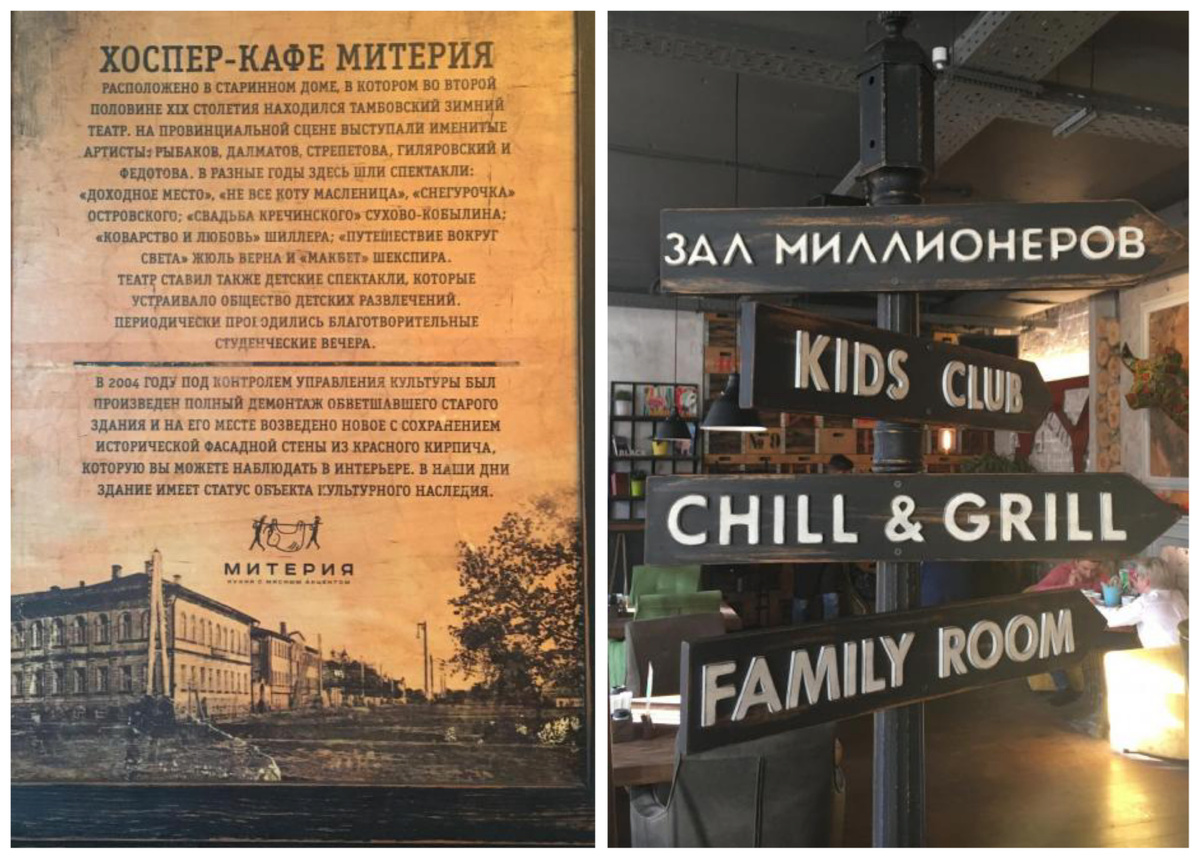 ХОСПЕР-КАФЕ МИТЕРИЯ
РАСПОЛОЖЕНО В СТАРИННОМ ДОМЕ, В КОТОРОМ ВО ВТОРОЙ
ПОЛОВИНЕ XIX СТОЛЕТИЯ НАХОДИЛСЯ ТАМБОВСКИЙ ЗИМНИЙ
ТЕАТР. НА ПРОВИНЦИАЛЬНОЙ СЦЕНЕ ВЫСТУПАЛИ ИМЕНИТЫЕ
АРТИСТЫ: РЫБАКОВ, ДАЛМАТОВ, СТРЕПЕТОВА, ГИЛЯРОВСКИЙ И
ФЕДОТОВА. В РАЗНЫЕ ГОДЫ ЗДЕСЬ ШЛИ СПЕКТАКЛИ:
«ДОХОДНОЕ МЕСТО», «НЕ ВСЕ КОТУ МАСЛЕНИЦА», «СНЕГУРОЧКА»
ОСТРОВСКОГО; «СВАДЬБА КРЕЧИНСКОГО» СУХОВО-КОБЫЛИНА;
«КОВАРСТВО И ЛЮБОВЬ» ШИЛЛЕРА; «ПУТЕШЕСТВИЕ ВОКРУГ
СВЕТА» ЖЮЛЬ ВЕРНА И «МАКБЕТ» ШЕКСПИРА.
ТЕАТР СТАВИЛ ТАКЖЕ ДЕТСКИЕ СПЕКТАКЛИ, КОТОРЫЕ
УСТРАИВАЛО ОБЩЕСТВО ДЕТСКИХ РАЗВЛЕЧЕНИЙ.
ПЕРИОДИЧЕСКИ ПРОВОДИЛИСЬ БЛАГОТВОРИТЕЛЬНЫЕ
СТУДЕНЧЕСКИЕ ВЕЧЕРА.
В 2004 ГОДУ ПОД КОНТРОЛЕМ УПРАВЛЕНИЯ КУЛЬТУРЫ БЫЛ
ПРОИЗВЕДЕН ПОЛНЫЙ ДЕМОНТАЖ ОБВЕТШАВШЕГО СТАРОГО
ЗДАНИЯ И НА ЕГО МЕСТЕ ВОЗВЕДЕНО НОВОЕ С СОХРАНЕНИЕМ
ИСТОРИЧЕСКОЙ ФАСАДНОЙ СТЕНЫ ИЗ КРАСНОГО КИРПИЧА,
КОТОРУЮ ВЫ МОЖЕТЕ НАБЛЮДАТЬ В ИНТЕРЬЕРЕ. В НАШИ ДНИ
ЗДАНИЕ ИМЕЕТ СТАТУС ОБЪЕКТА КУЛЬТУРНОГО НАСЛЕДИЯ.
МИТЕРИЯ
КУХНЯ С МЯСНЫМ АКЦЕНТОМ
ЗАЛ МИЛЛИОНЕРОВ
KIDS CLUB
№ 9
BLACK
CHILL & GRILL
FAMILY ROOM